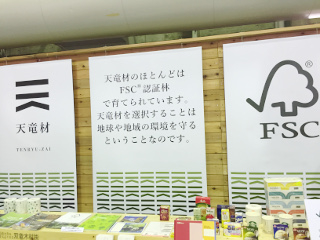 天竜材
TENRYU-ZAI
天竜材のほとんどは
FSC®認証林
で育てられています。
天竜材を選択することは
地球や地域の環境を守る
ということなのです。
®
FSC